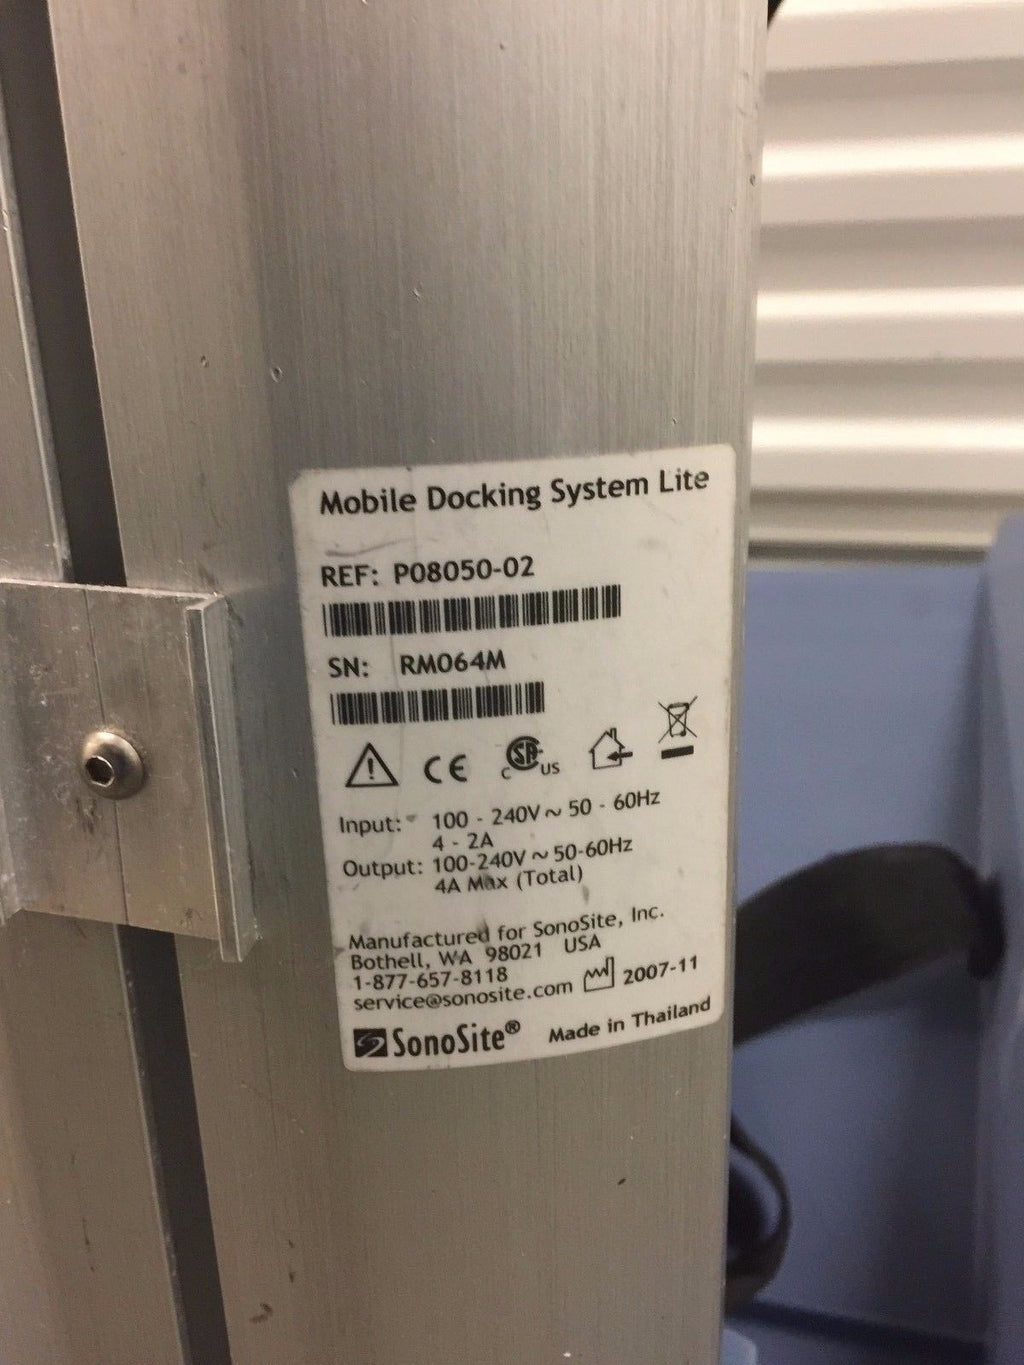 Mobile Docking System Lite
REF: P08050-02
SN: RM064M
CE
C SA US
Input: 100 - 240V ~ 50 - 60Hz
4 - 2A
Output: 100-240V ~ 50-60Hz
4A Max (Total)
Manufactured for SonoSite, Inc.
Bothell, WA 98021 USA
1-877-657-8118
service@sonosite.com 2007-11
SonoSite® Made in Thailand